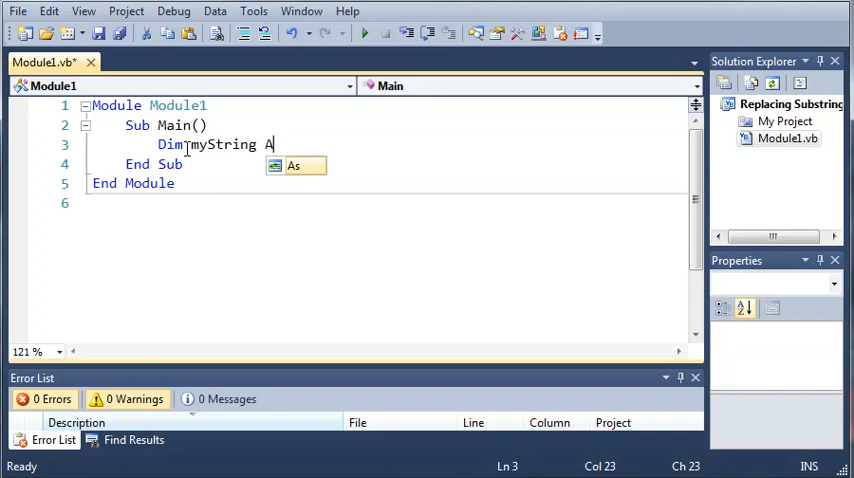 File Edit View Project Debug Data Tools Window Help
Module1.vb*
Module1
Main
1 Module Module1
2 Sub Main()
3 Dim myString A
4 End Sub
5 End Module
6
As
121 %
Solution Explorer
Replacing Substring
My Project
Module1.vb
Properties
Error List
0 Errors 0 Warnings 0 Messages
Description File Line Column Project
Error List Find Results
Ready Ln 3 Col 23 Ch 23 INS